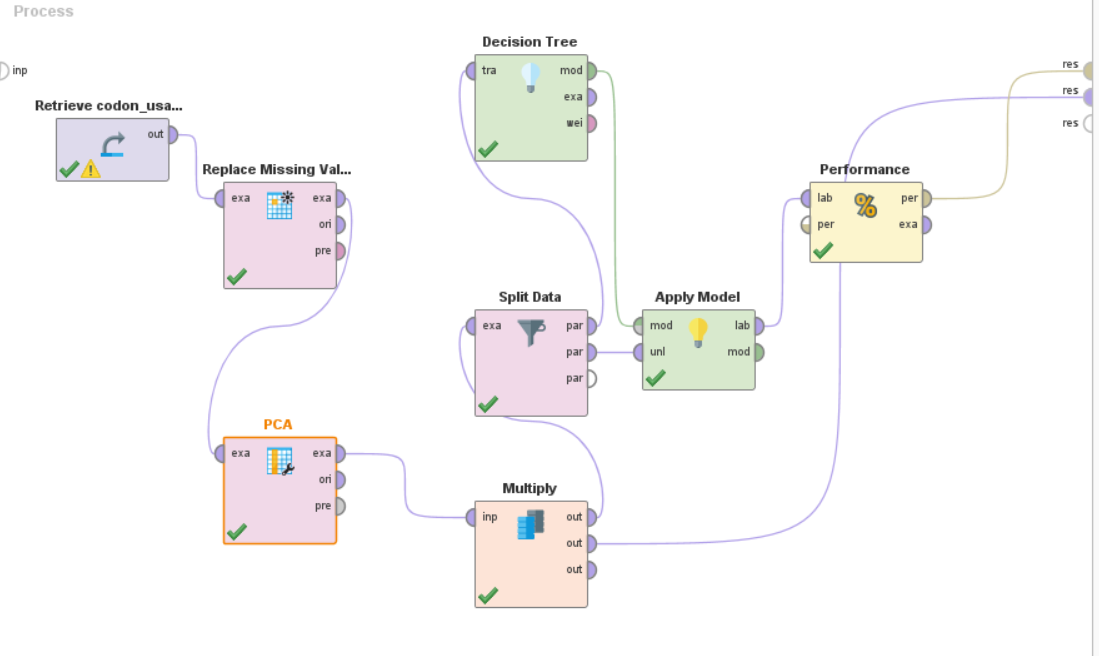 Process
inp
Retrieve codon_usa...
out
Replace Missing Val...
exa
exa
ori
pre
PCA
exa
exa
ori
pre
Decision Tree
tra
mod
exa
wei
Split Data
exa
par
par
par
Multiply
inp
out
out
out
Apply Model
mod
lab
unl
mod
Performance
%
lab
per
per
exa
res
res
res